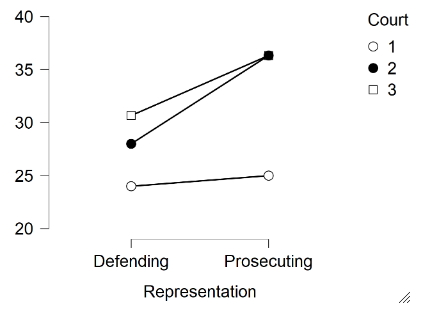 40
35
30
25
20
Defending Prosecuting
Representation
Court
1
2
3